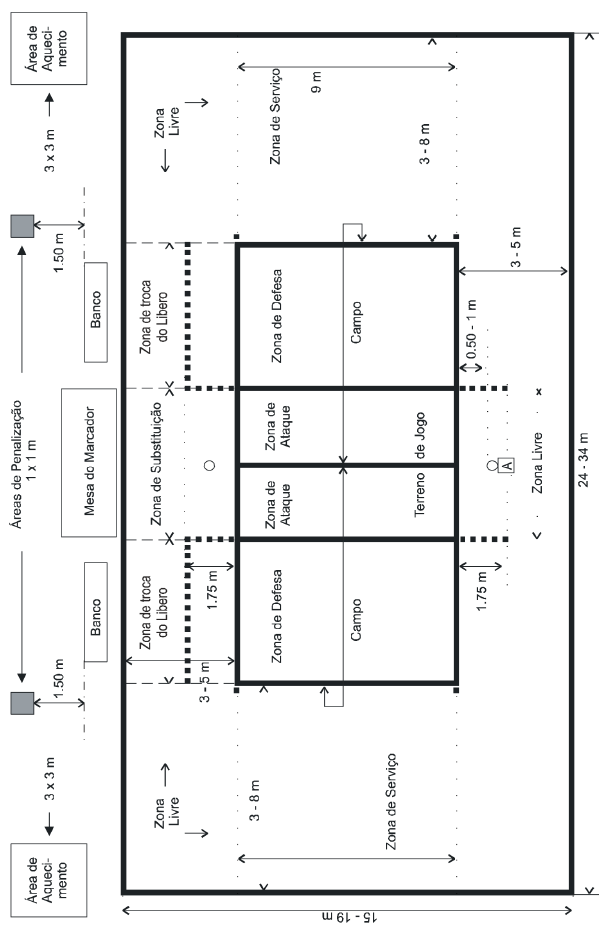 Área de
Aqueci-
mento
3 x 3 m
Áreas de Penalização
1 x 1 m
3 x 3 m
Área de
Aqueci-
mento
1.50 m
Banco
Mesa do Marcador
Banco
1.50 m
Zona
Livre
Zona de troca
do Libero
Zona de Substituição
Zona de troca
do Libero
Zona
Livre
3 - 5 m
1.75 m
3 - 8 m
Zona de Defesa
Zona de
Ataque
Zona de
Ataque
Zona de Defesa
Zona de Serviço
9 m
Campo
Campo
Zona de Serviço
Terreno
de Jogo
3 - 8 m
1.75 m
0.50 - 1 m
3 - 5 m
A
Zona Livre
24 - 34 m
15 - 19 m